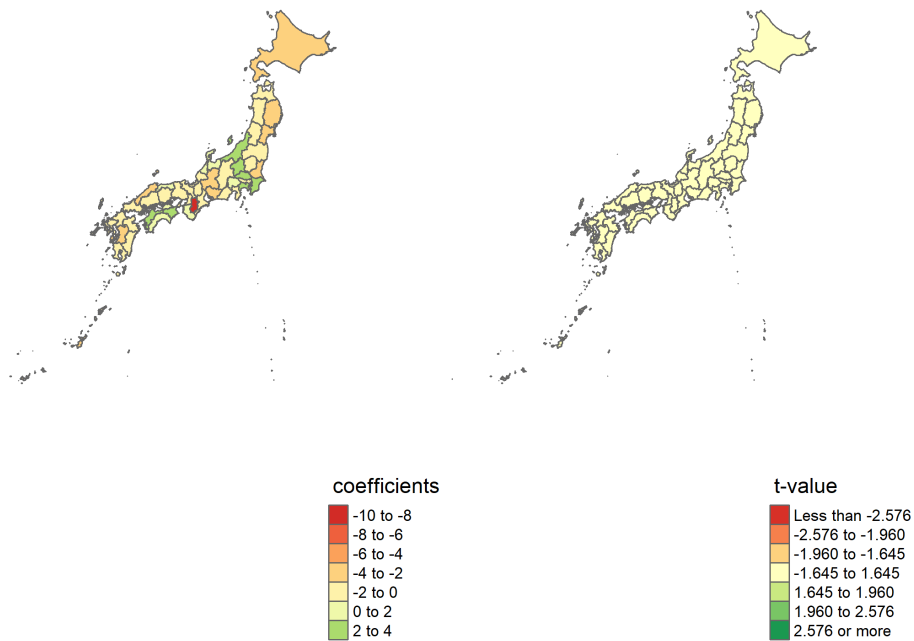 coefficients
-10 to -8
-8 to -6
-6 to -4
-4 to -2
-2 to 0
0 to 2
2 to 4
t-value
Less than -2.576
-2.576 to -1.960
-1.960 to -1.645
-1.645 to 1.645
1.645 to 1.960
1.960 to 2.576
2.576 or more